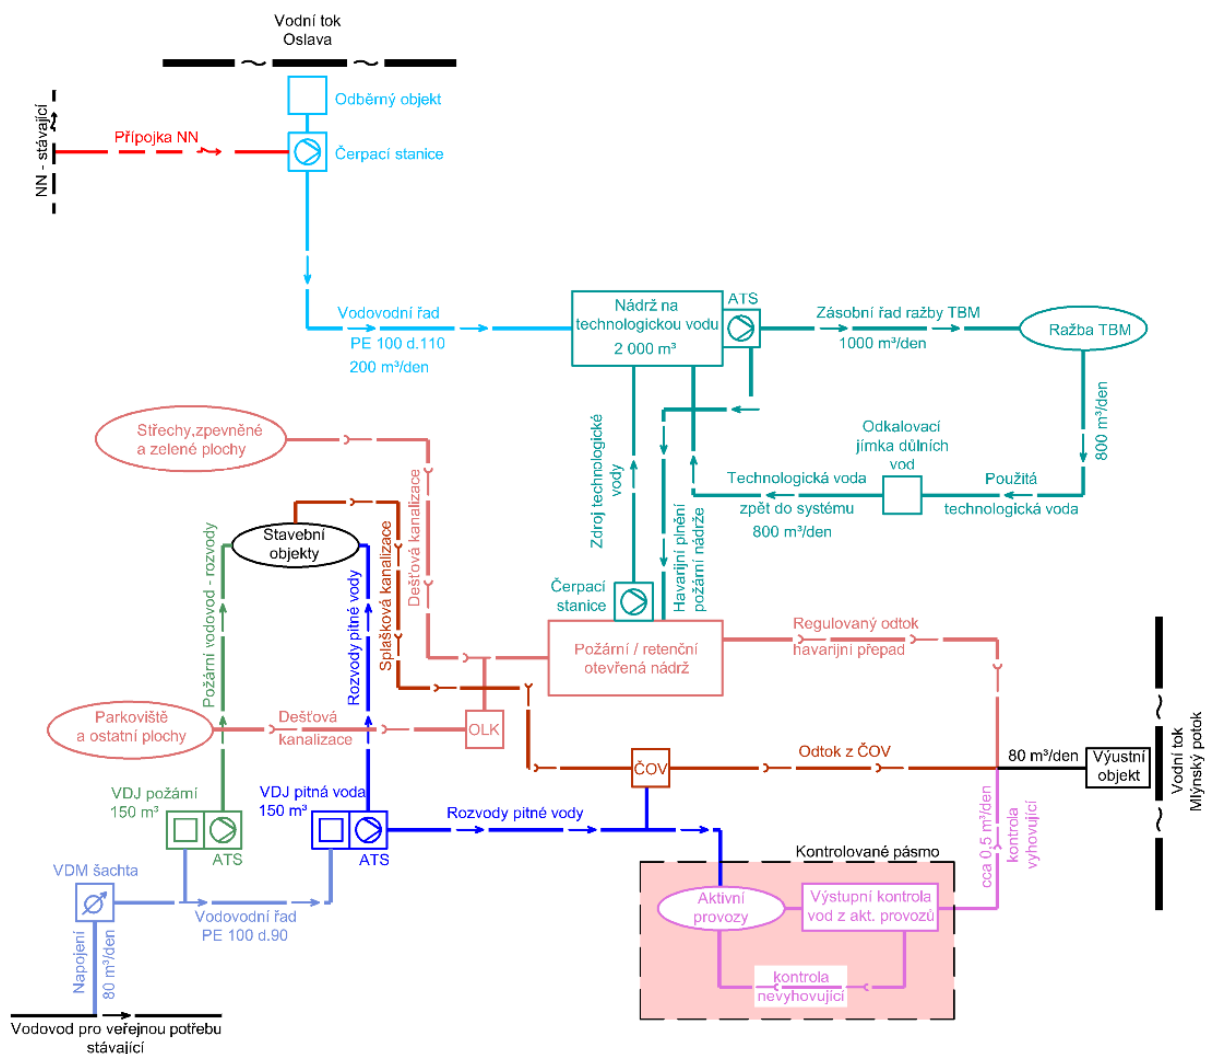 Vodní tok
Oslava
Odběrný objekt
NN - stávající
Přípojka NN
Čerpací stanice
Vodovodní řad
PE 100 d.110
200 m³/den
Nádrž na
technologickou vodu
2 000 m³
ATS
Zásobní řad ražby TBM
1000 m³/den
Ražba TBM
800 m³/den
Střechy,zpevněné
a zelené plochy
Dešťová kanalizace
Zdroj technologické
vody
Havarijní plnění
požární nádrže
Technologická voda
zpět do systému
800 m³/den
Odkalovací
jímka důlních
vod
Použitá
technologická voda
Stavební
objekty
Požární vodovod - rozvody
Rozvody pitné vody
Splašková kanalizace
Čerpací
stanice
Požární / retenční
otevřená nádrž
Regulovaný odtok
havarijní přepad
Parkoviště
a ostatní plochy
Dešťová
kanalizace
OLK
ČOV
Odtok z ČOV
80 m³/den
Výustní
objekt
Vodní tok
Mlýnský potok
VDJ požární
150 m³
ATS
VDJ pitná voda
150 m³
ATS
Rozvody pitné vody
cca 0,5 m³/den
kontrola
vyhovující
Kontrolované pásmo
Aktivní
provozy
Výstupní kontrola
vod z akt. provozů
kontrola
nevyhovující
VDM šachta
Vodovodní řad
PE 100 d.90
Napojení
80 m³/den
Vodovod pro veřejnou potřebu
stávající